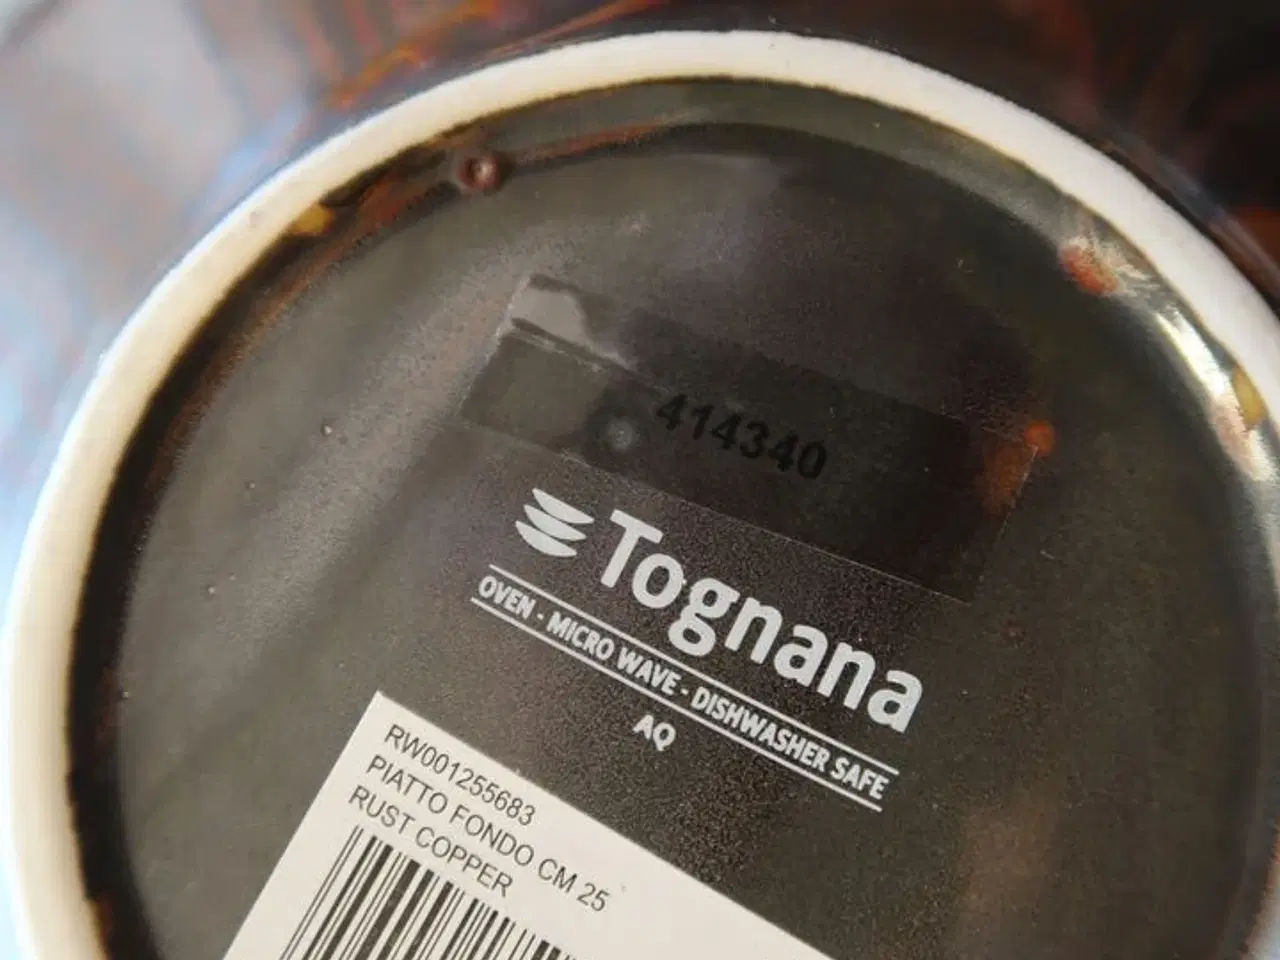 414340
Tognana
OVEN · MICRO WAVE · DISHWASHER SAFE
AQ
RW001255683
PIATTO FONDO CM 25
RUST COPPER